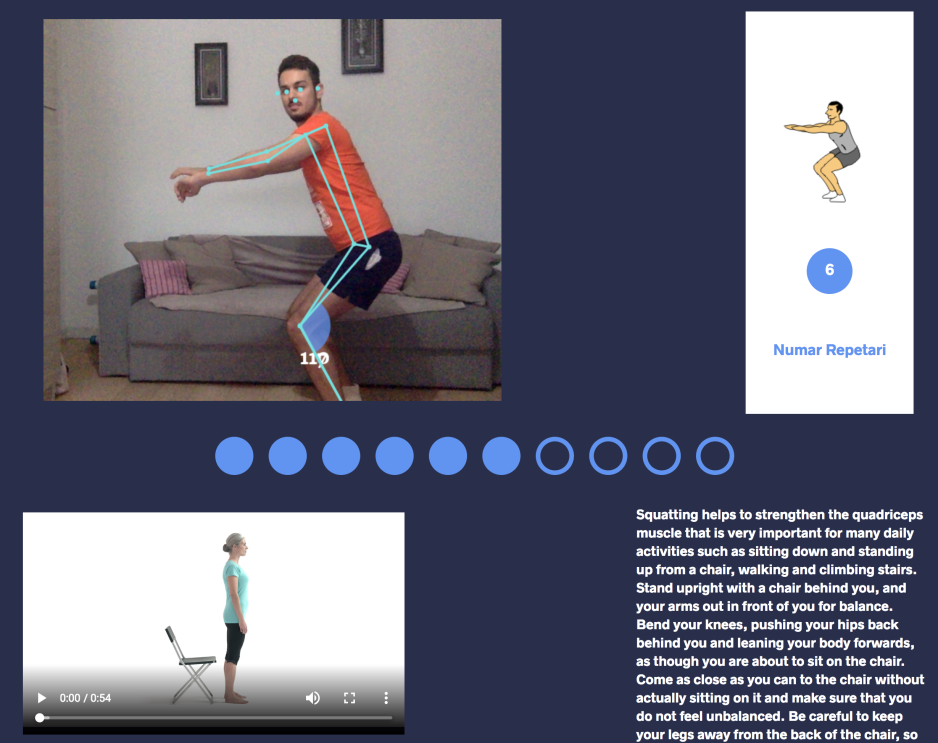 119
6
Numar Repetari
0:00 / 0:54
Squatting helps to strengthen the quadriceps
muscle that is very important for many daily
activities such as sitting down and standing
up from a chair, walking and climbing stairs.
Stand upright with a chair behind you, and
your arms out in front of you for balance.
Bend your knees, pushing your hips back
behind you and leaning your body forwards,
as though you are about to sit on the chair.
Come as close as you can to the chair without
actually sitting on it and make sure that you
do not feel unbalanced. Be careful to keep
your legs away from the back of the chair, so